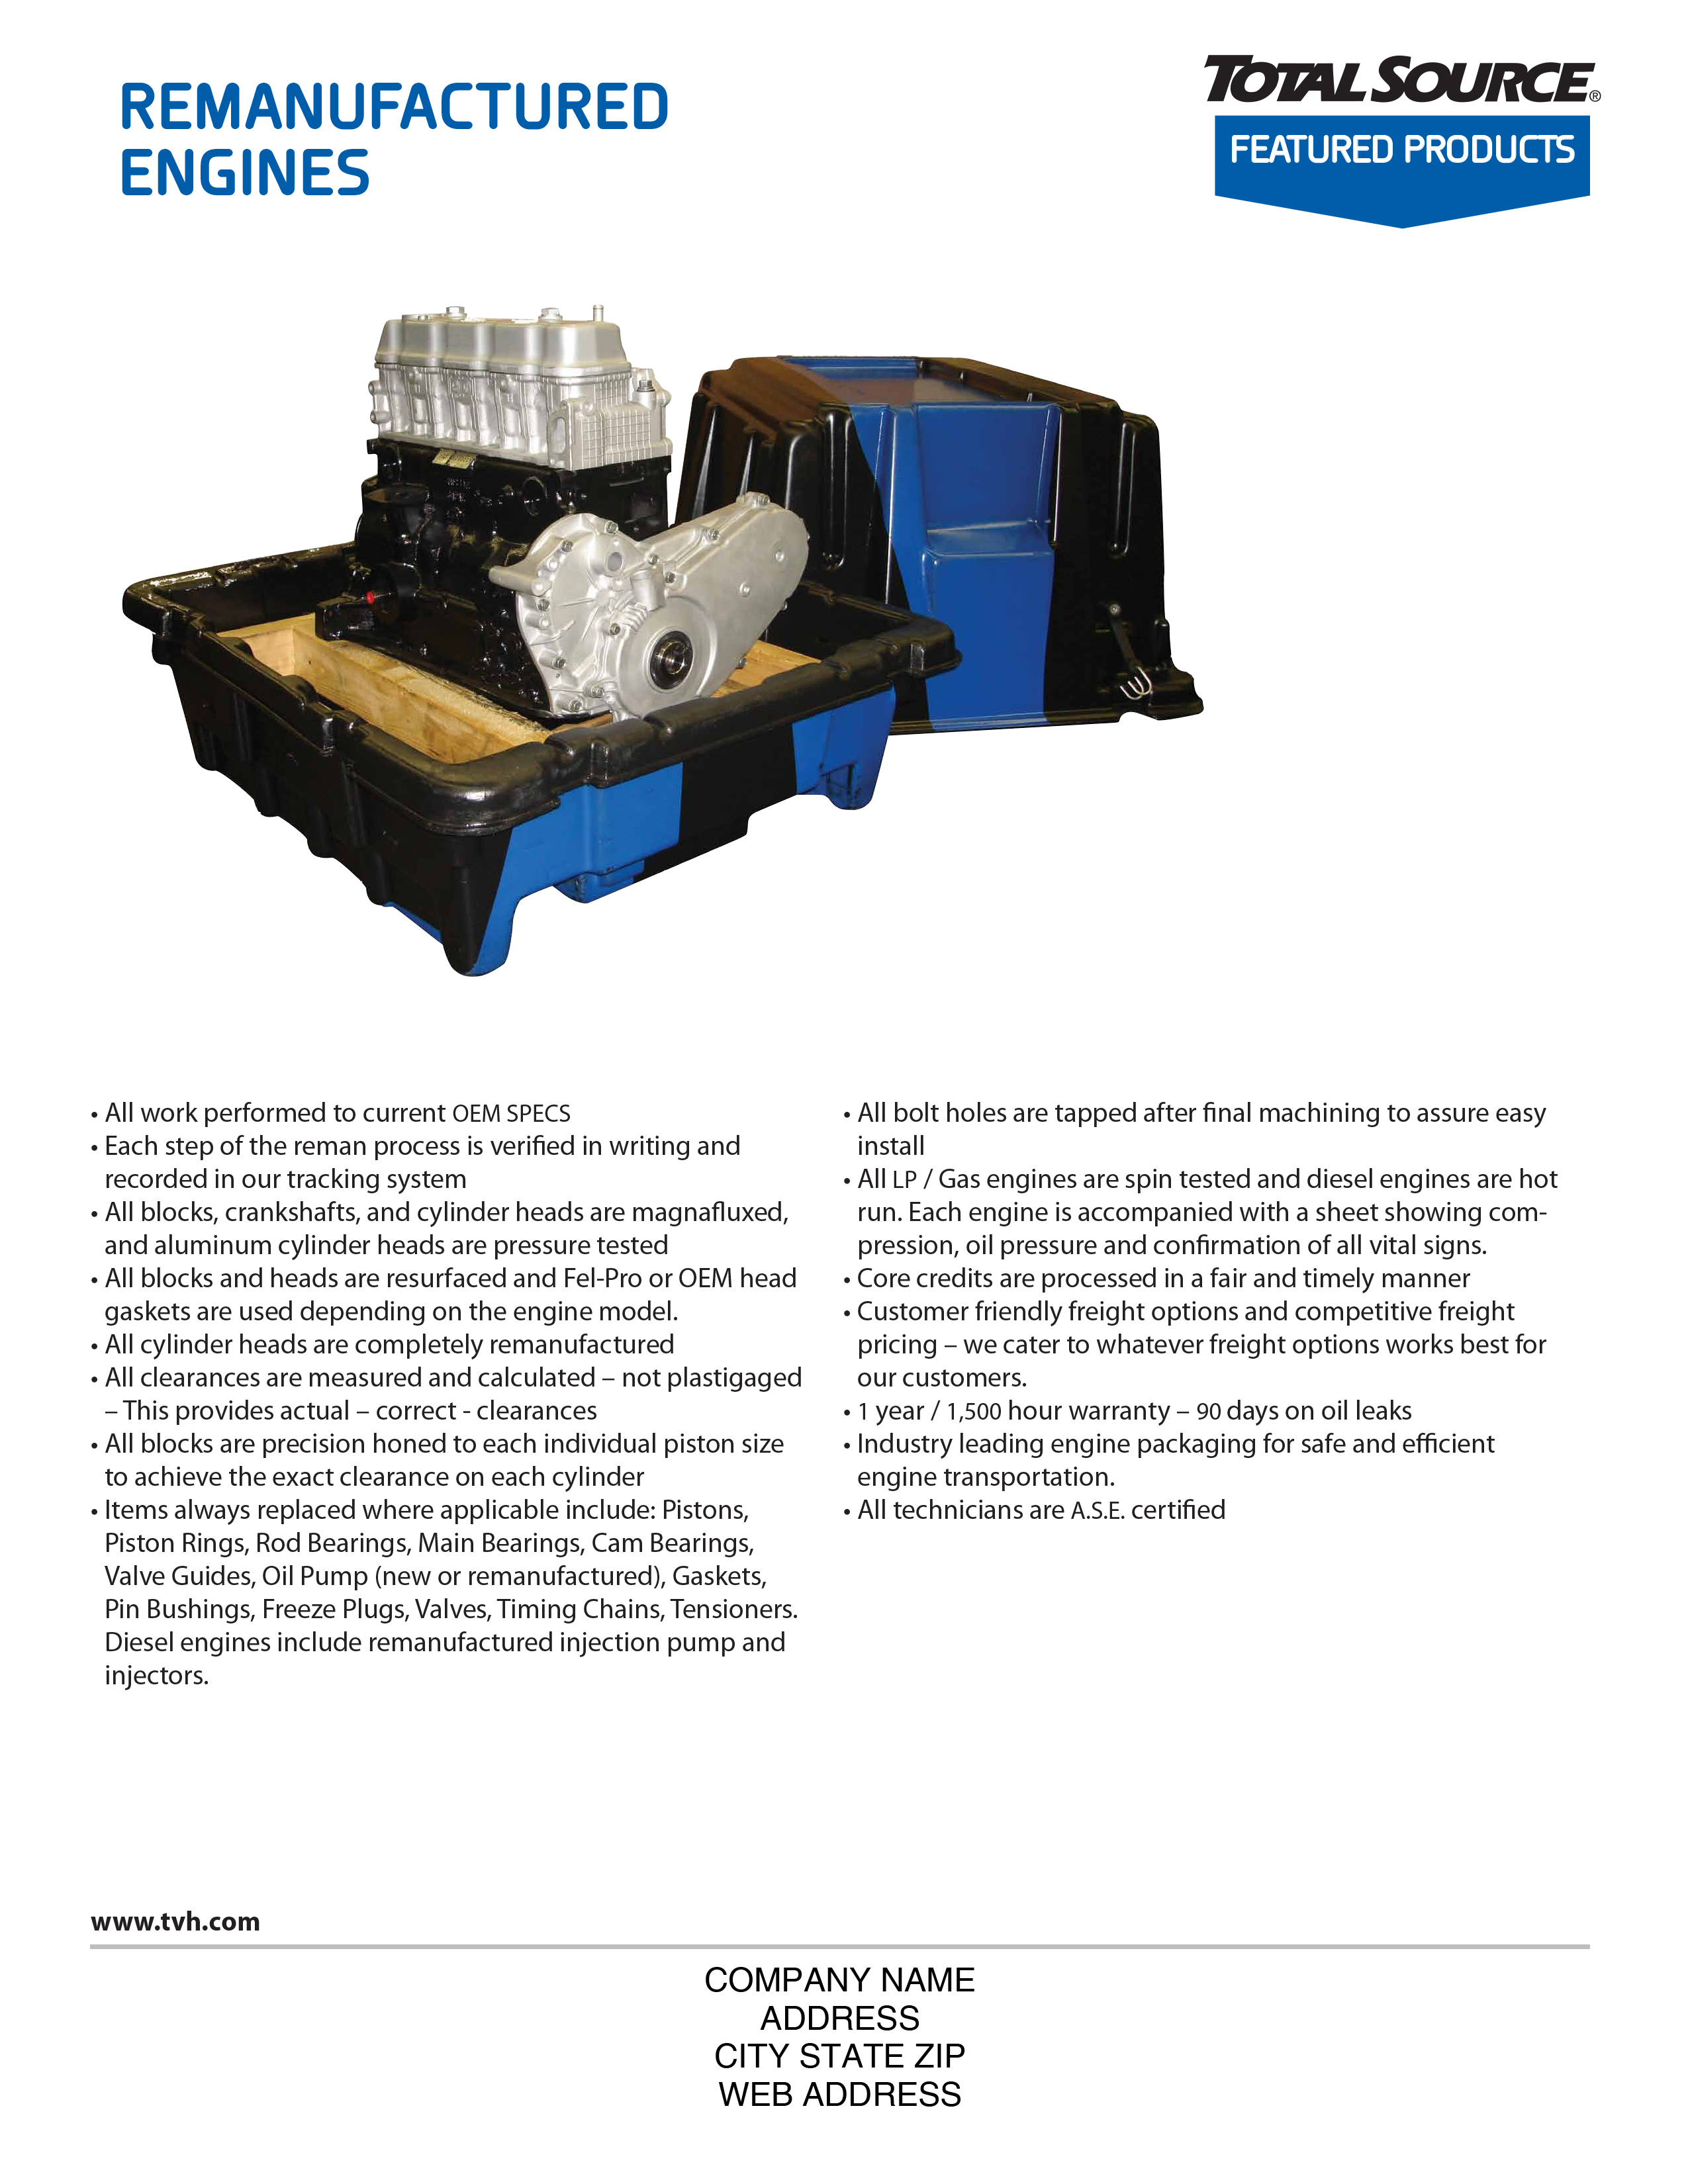 REMANUFACTURED
ENGINES
TOTALSOURCE®
FEATURED PRODUCTS
• All work performed to current OEM SPECS
• Each step of the reman process is verified in writing and
recorded in our tracking system
• All blocks, crankshafts, and cylinder heads are magnafluxed,
and aluminum cylinder heads are pressure tested
• All blocks and heads are resurfaced and Fel-Pro or OEM head
gaskets are used depending on the engine model.
• All cylinder heads are completely remanufactured
• All clearances are measured and calculated – not plastigaged
– This provides actual – correct - clearances
• All blocks are precision honed to each individual piston size
to achieve the exact clearance on each cylinder
• Items always replaced where applicable include: Pistons,
Piston Rings, Rod Bearings, Main Bearings, Cam Bearings,
Valve Guides, Oil Pump (new or remanufactured), Gaskets,
Pin Bushings, Freeze Plugs, Valves, Timing Chains, Tensioners.
Diesel engines include remanufactured injection pump and
injectors.
• All bolt holes are tapped after final machining to assure easy
install
• All LP / Gas engines are spin tested and diesel engines are hot
run. Each engine is accompanied with a sheet showing com-
pression, oil pressure and confirmation of all vital signs.
• Core credits are processed in a fair and timely manner
• Customer friendly freight options and competitive freight
pricing – we cater to whatever freight options works best for
our customers.
• 1 year / 1,500 hour warranty – 90 days on oil leaks
• Industry leading engine packaging for safe and efficient
engine transportation.
• All technicians are A.S.E. certified
www.tvh.com
COMPANY NAME
ADDRESS
CITY STATE ZIP
WEB ADDRESS